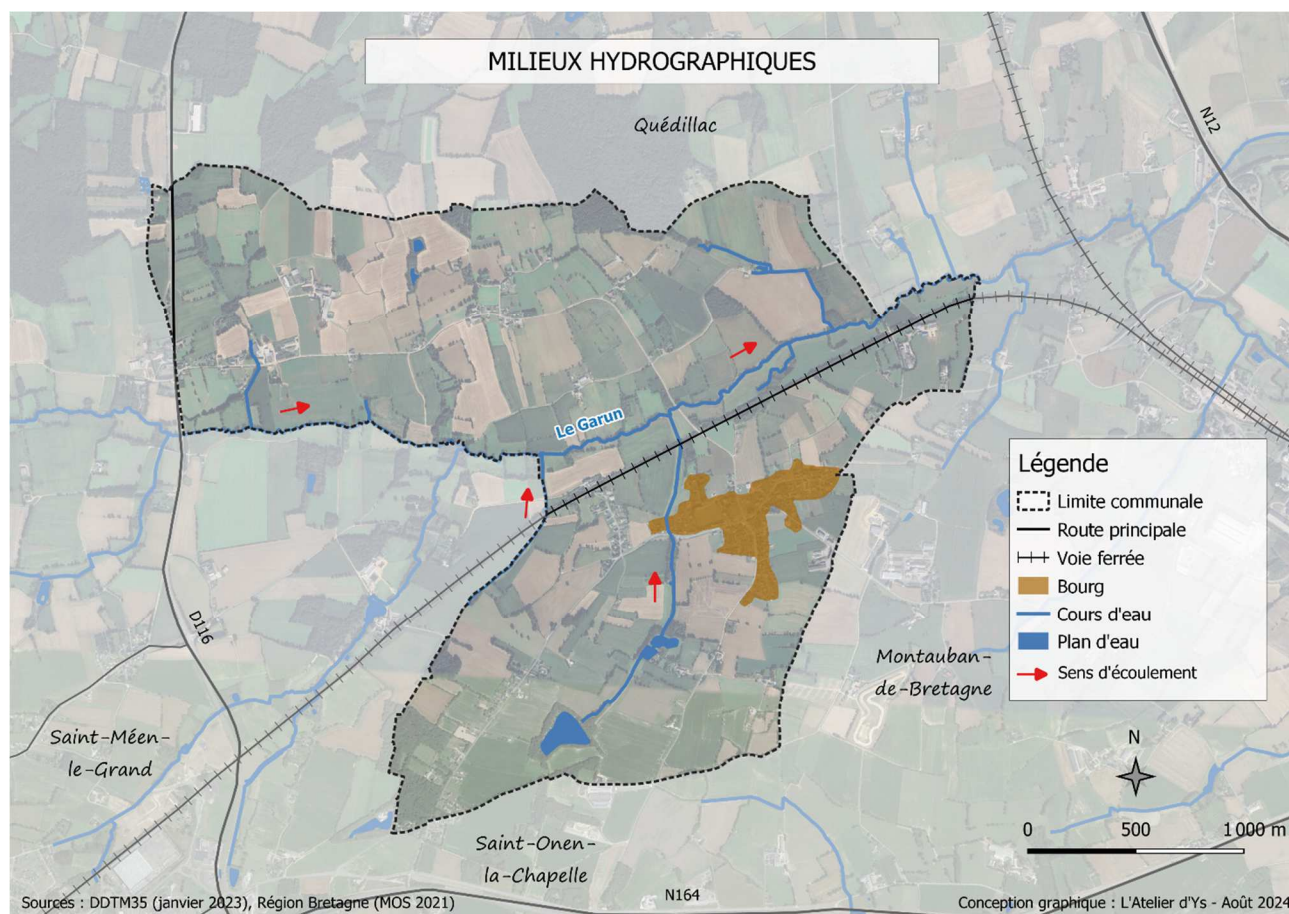 MILIEUX HYDROGRAPHIQUES
Quédillac
N12
Le Garun
Légende
Limite communale
Route principale
Voie ferrée
Bourg
Cours d'eau
Plan d'eau
Sens d'écoulement
D116
Montauban-
de-Bretagne
Saint-Méen-
le-Grand
N
0 500 1 000 m
Saint-Onen-
la-Chapelle
N164
Sources : DDTM35 (janvier 2023), Région Bretagne (MOS 2021)
Conception graphique : L'Atelier d'Ys - Août 2024